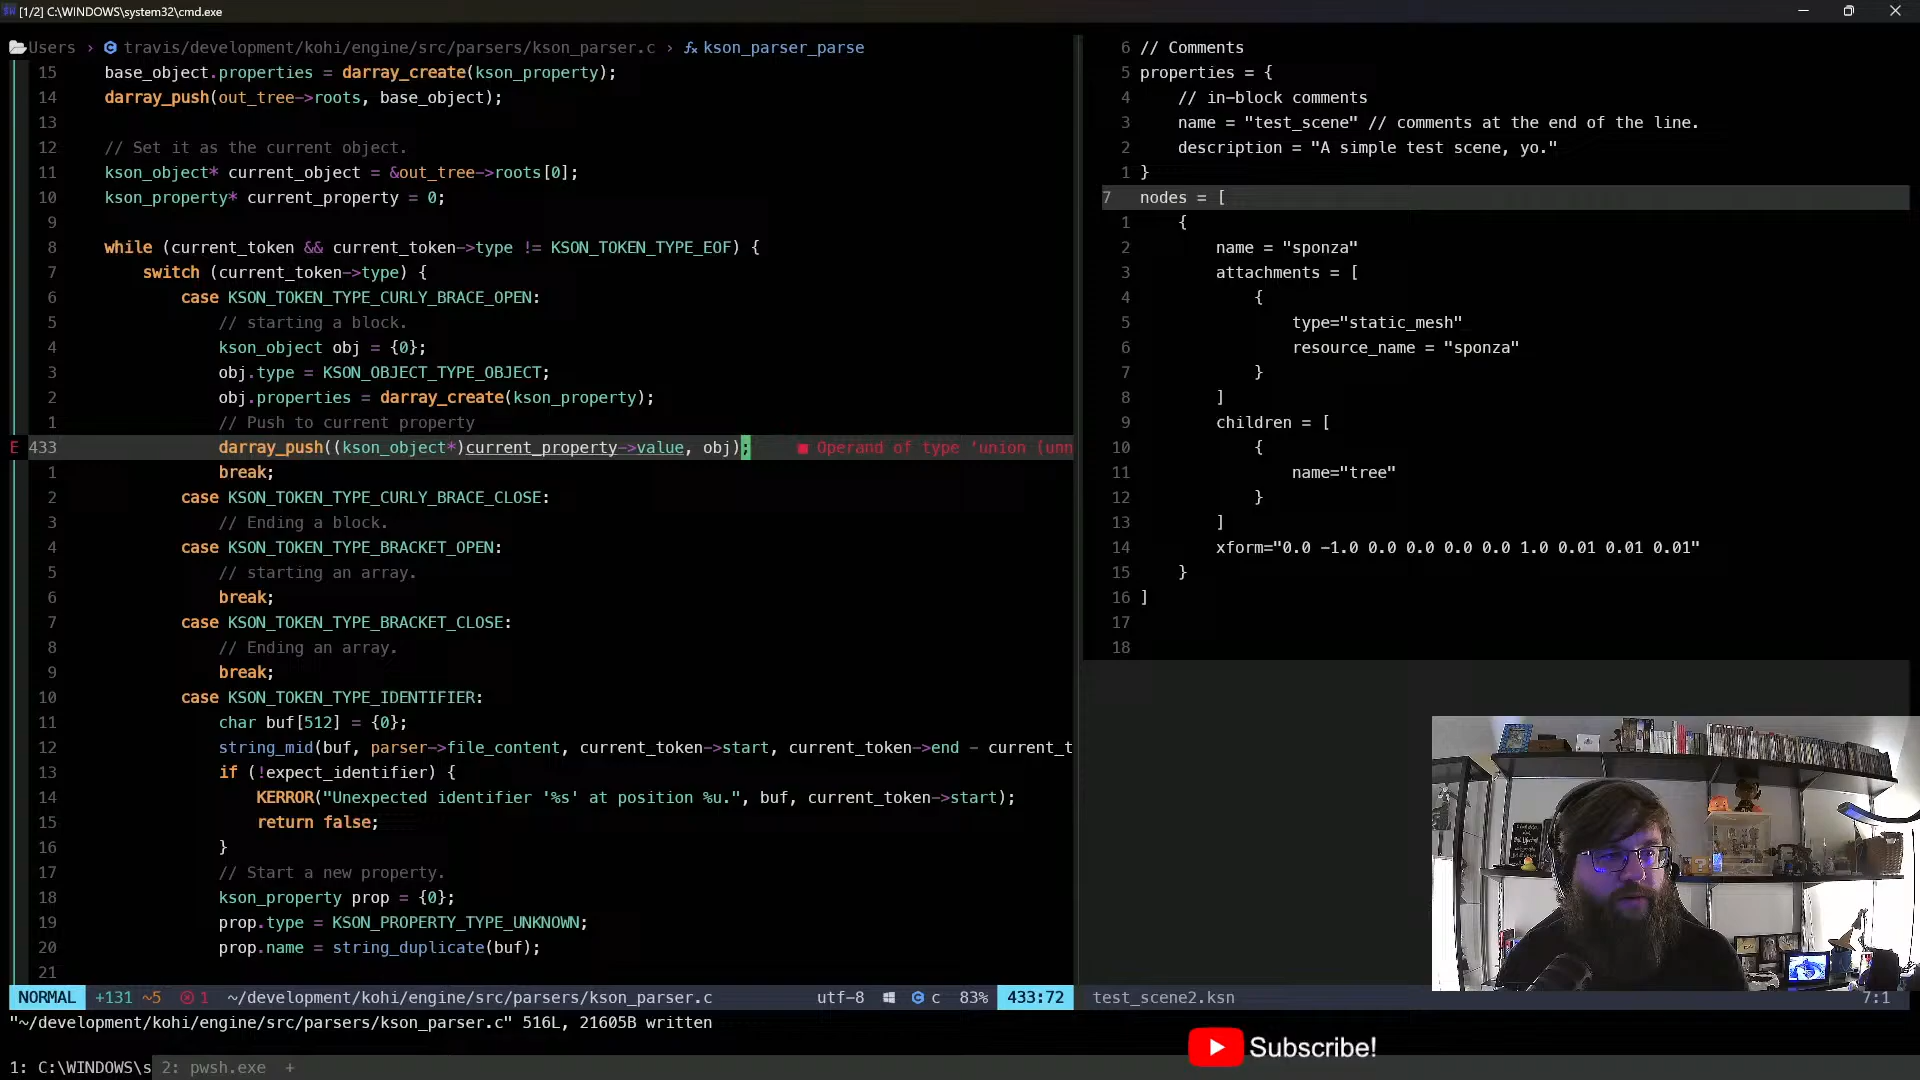 [1/2] C:\WINDOWS\system32\cmd.exe
Users › travis/development/kohi/engine/src/parsers/kson_parser.c › fx kson_parser_parse
15 base_object.properties = darray_create(kson_property);
14 darray_push(out_tree->roots, base_object);
13
12 // Set it as the current object.
11 kson_object* current_object = &out_tree->roots[0];
10 kson_property* current_property = 0;
9
8 while (current_token && current_token->type != KSON_TOKEN_TYPE_EOF) {
7 switch (current_token->type) {
6 case KSON_TOKEN_TYPE_CURLY_BRACE_OPEN:
5 // starting a block.
4 kson_object obj = {0};
3 obj.type = KSON_OBJECT_TYPE_OBJECT;
2 obj.properties = darray_create(kson_property);
1 // Push to current property
E 433 darray_push((kson_object*)current_property->value, obj); ■ Operand of type 'union (unn
1 break;
2 case KSON_TOKEN_TYPE_CURLY_BRACE_CLOSE:
3 // Ending a block.
4 case KSON_TOKEN_TYPE_BRACKET_OPEN:
5 // starting an array.
6 break;
7 case KSON_TOKEN_TYPE_BRACKET_CLOSE:
8 // Ending an array.
9 break;
10 case KSON_TOKEN_TYPE_IDENTIFIER:
11 char buf[512] = {0};
12 string_mid(buf, parser->file_content, current_token->start, current_token->end - current_t
13 if (!expect_identifier) {
14 KERROR("Unexpected identifier '%s' at position %u.", buf, current_token->start);
15 return false;
16 }
17 // Start a new property.
18 kson_property prop = {0};
19 prop.type = KSON_PROPERTY_TYPE_UNKNOWN;
20 prop.name = string_duplicate(buf);
21
NORMAL +131 ~5 1 ~/development/kohi/engine/src/parsers/kson_parser.c utf-8 c 83% 433:72
"~/development/kohi/engine/src/parsers/kson_parser.c" 516L, 21605B written
1: C:\WINDOWS\s 2: pwsh.exe +
6 // Comments
5 properties = {
4 // in-block comments
3 name = "test_scene" // comments at the end of the line.
2 description = "A simple test scene, yo."
1 }
7 nodes = [
1 {
2 name = "sponza"
3 attachments = [
4 {
5 type="static_mesh"
6 resource_name = "sponza"
7 }
8 ]
9 children = [
10 {
11 name="tree"
12 }
13 ]
14 xform="0.0 -1.0 0.0 0.0 0.0 0.0 1.0 0.01 0.01 0.01"
15 }
16 ]
17
18
test_scene2.ksn 7:1
Subscribe!